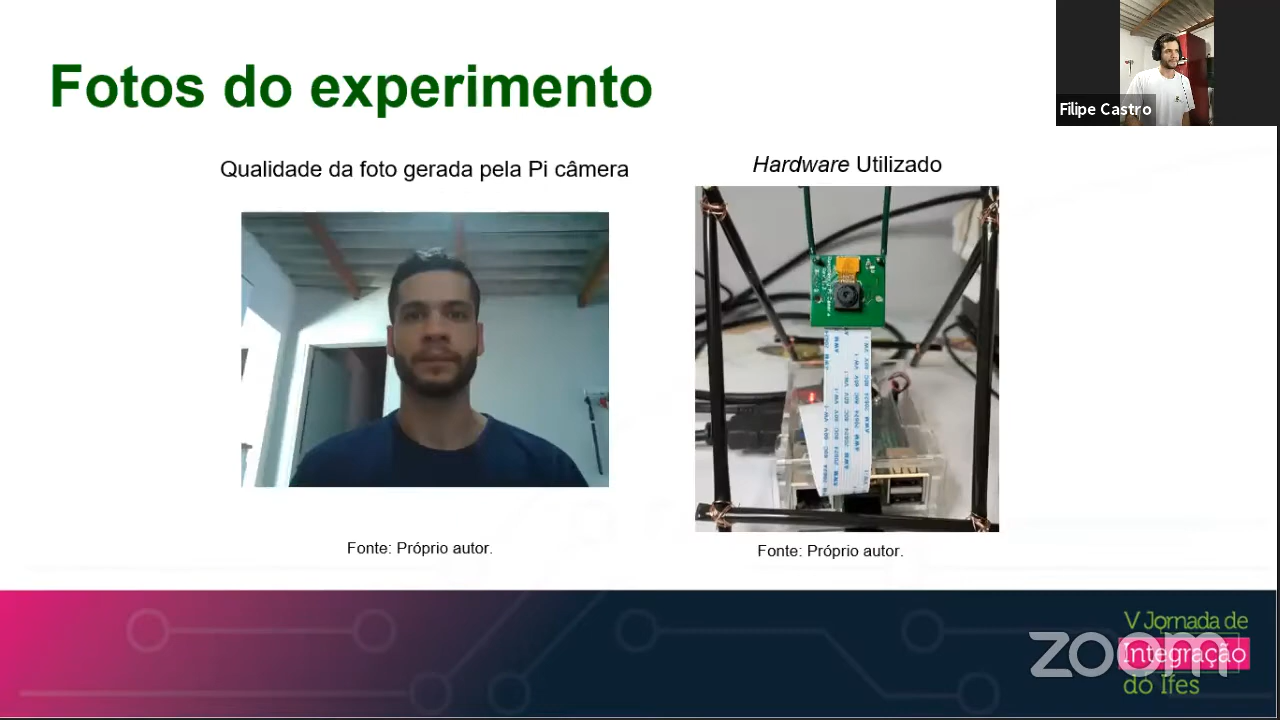 Fotos do experimento
Filipe Castro
Qualidade da foto gerada pela Pi câmera
Hardware Utilizado
Fonte: Próprio autor.
Fonte: Próprio autor.
V Jornada de
Integração
do Ifes
zoom